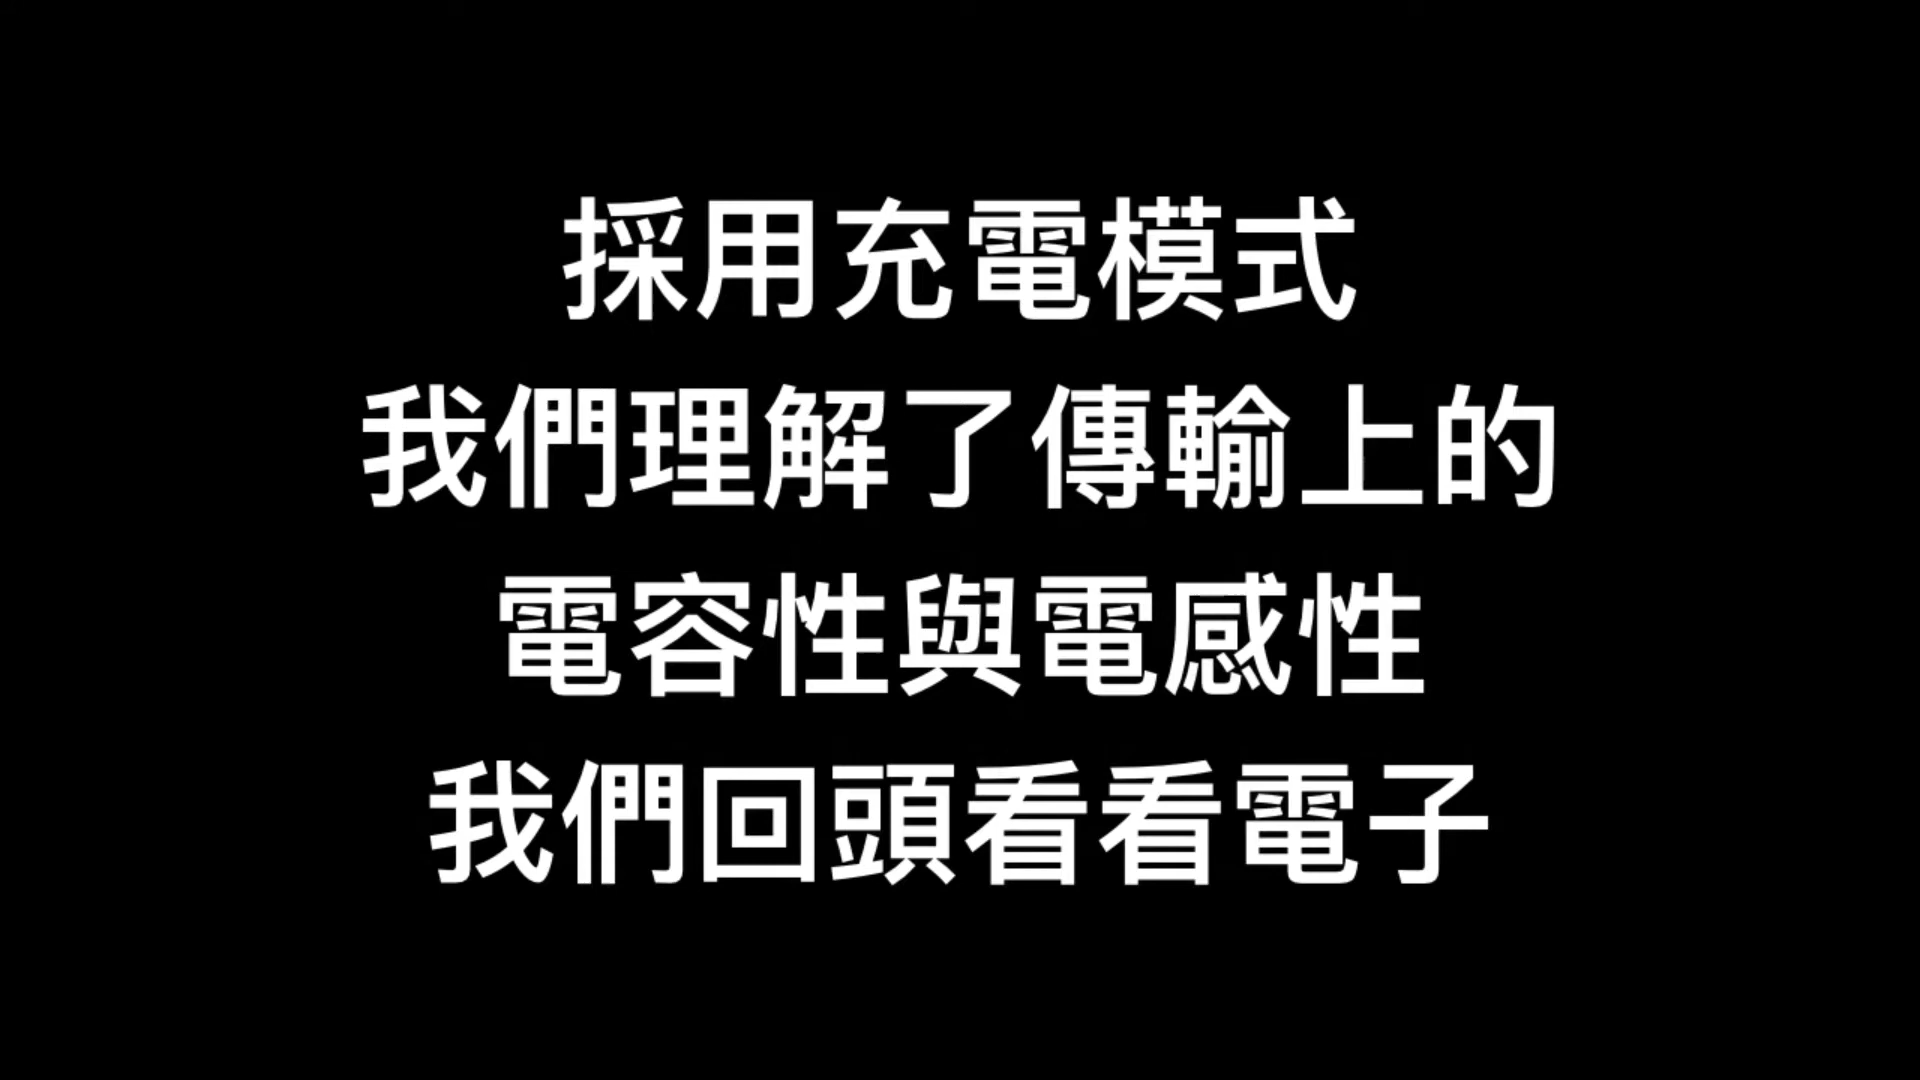 採用充電模式
我們理解了傳輸上的
電容性與電感性
我們回頭看看電子